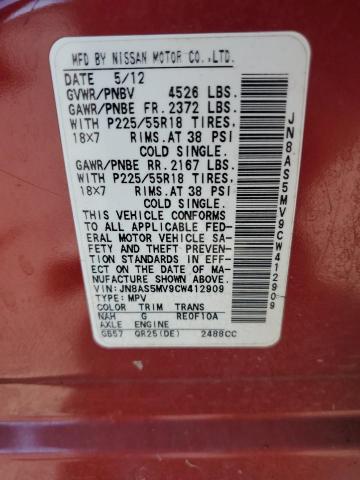 MFD BY NISSAN MOTOR CO.,LTD.
DATE 5/12
GVWR/PNBV 4526 LBS.
GAWR/PNBE FR.2372 LBS.
WITH P225/55R18 TIRES.
18X7 RIMS.AT 38 PSI
COLD SINGLE.
GAWR/PNBE RR.2167 LBS.
WITH P225/55R18 TIRES.
18X7 RIMS.AT 38 PSI
COLD SINGLE.
THIS VEHICLE CONFORMS
TO ALL APPLICABLE FED-
ERAL MOTOR VEHICLE SA-
FETY AND THEFT PREVEN-
TION STANDARDS IN EFF-
ECT ON THE DATE OF MA-
NUFACTURE SHOWN ABOVE.
VIN:JN8AS5MV9CW412909
TYPE:MPV
COLOR TRIM TRANS
NAH G RE0F10A
AXLE ENGINE
GB57 QR25(DE) 2488CC
JN8AS5MV9CW412909